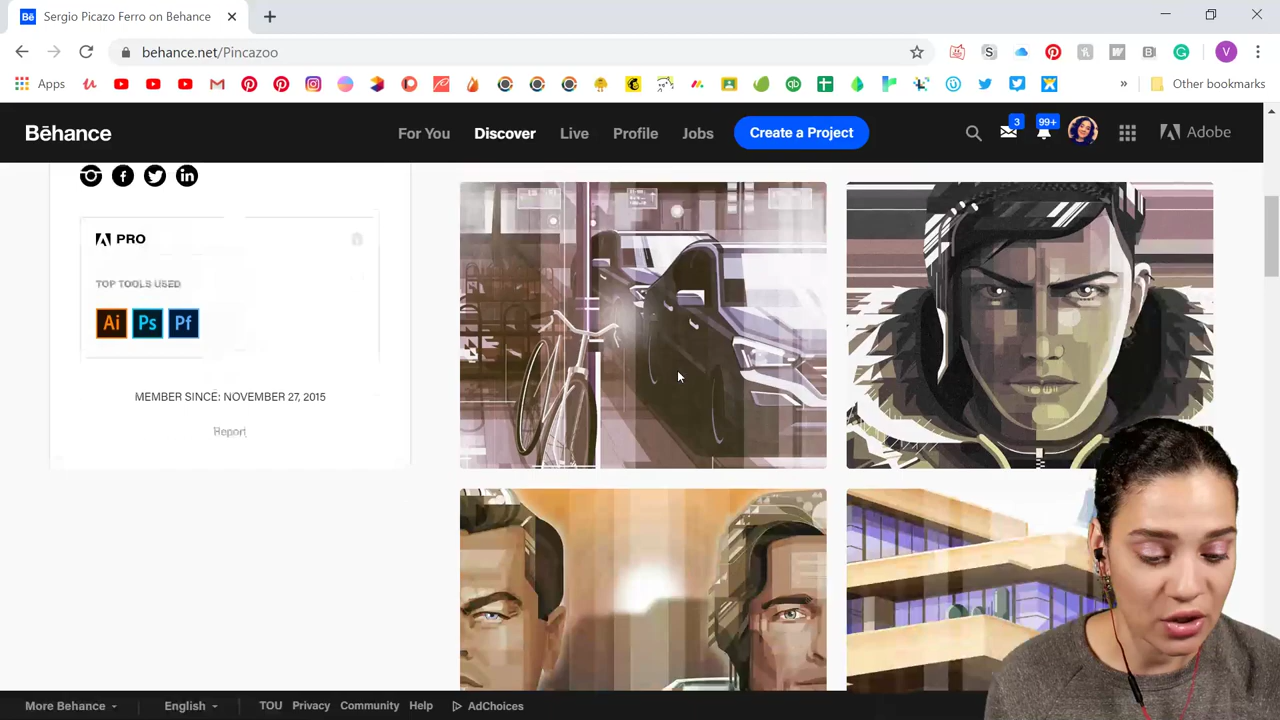 Bē Sergio Picazo Ferro on Behance
behance.net/Pincazoo
V
Apps
» Other bookmarks
Bēhance For You Discover Live Profile Jobs Create a Project 3 99+ Adobe
PRO
TOP TOOLS USED
Ai Ps Pf
MEMBER SINCE: NOVEMBER 27, 2015
Report
More Behance English TOU Privacy Community Help AdChoices